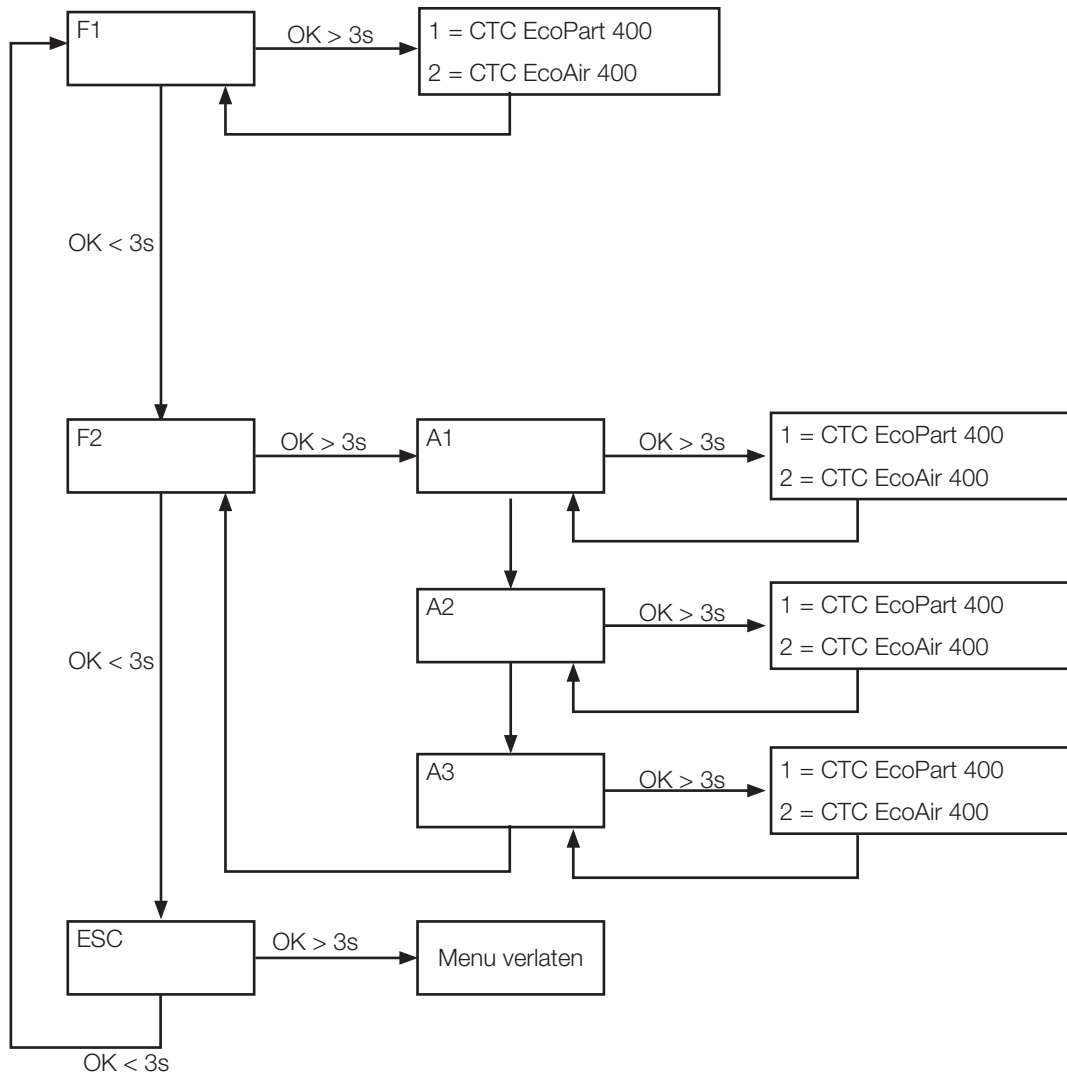 F1
OK > 3s
1 = CTC EcoPart 400
2 = CTC EcoAir 400
OK < 3s
F2
OK > 3s
A1
OK > 3s
1 = CTC EcoPart 400
2 = CTC EcoAir 400
A2
OK > 3s
1 = CTC EcoPart 400
2 = CTC EcoAir 400
OK < 3s
A3
OK > 3s
1 = CTC EcoPart 400
2 = CTC EcoAir 400
ESC
OK > 3s
Menu verlaten
OK < 3s